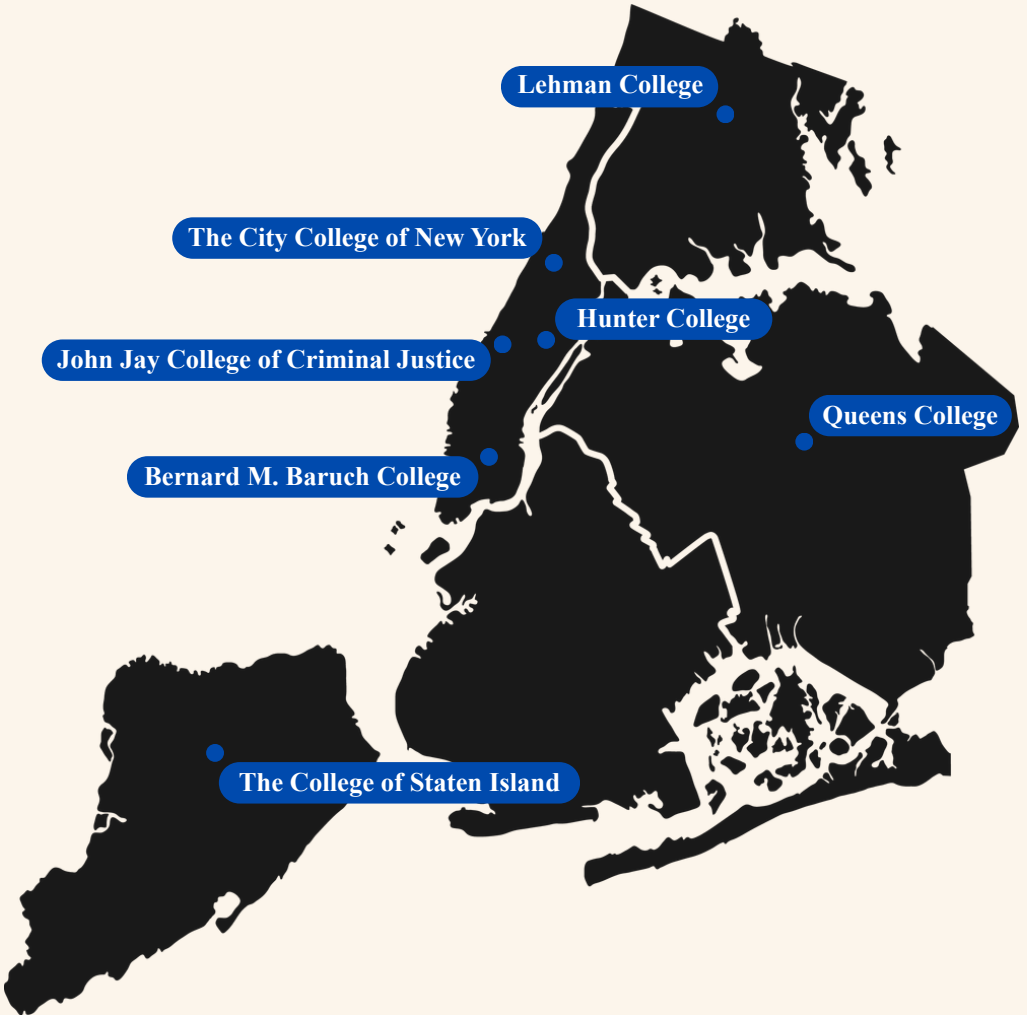 Lehman College
The City College of New York
Hunter College
John Jay College of Criminal Justice
Queens College
Bernard M. Baruch College
The College of Staten Island